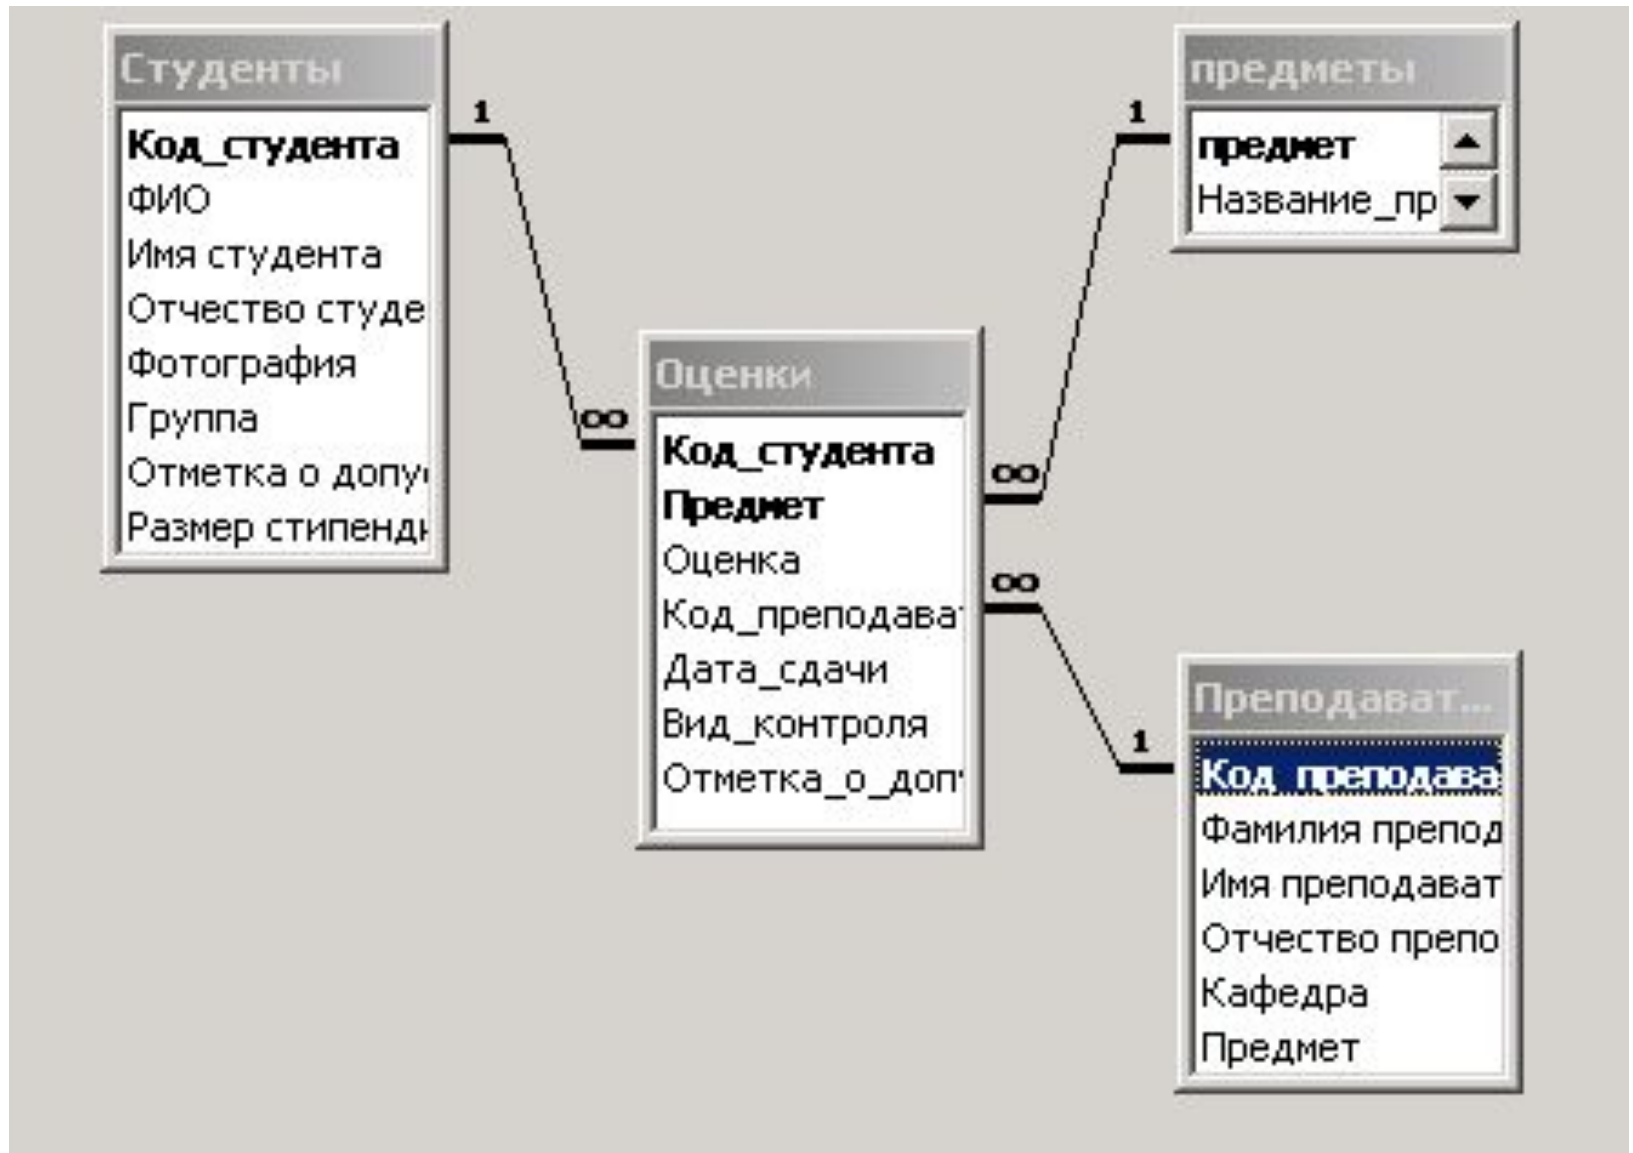 Студенты
Код_студента
ФИО
Имя студента
Отчество студе
Фотография
Группа
Отметка о допу
Размер стипенд
1
∞
Оценки
Код_студента
Предмет
Оценка
Код_преподава
Дата_сдачи
Вид_контроля
Отметка_о_доп
∞
∞
1
предметы
предмет
Название_пр
1
Преподават...
Код_преподава
Фамилия препод
Имя преподават
Отчество препо
Кафедра
Предмет